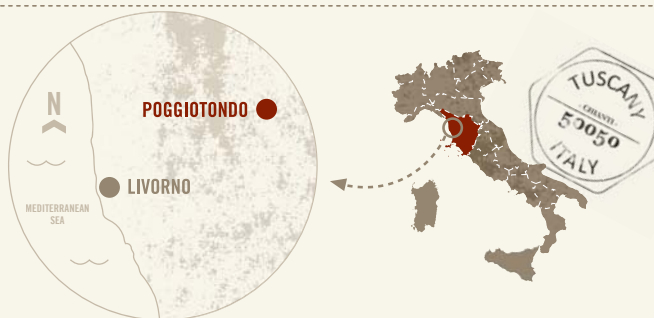 N
POGGIOTONDO
LIVORNO
MEDITERRANEAN
SEA
TUSCANY
- CHIANTI -
50050
ITALY